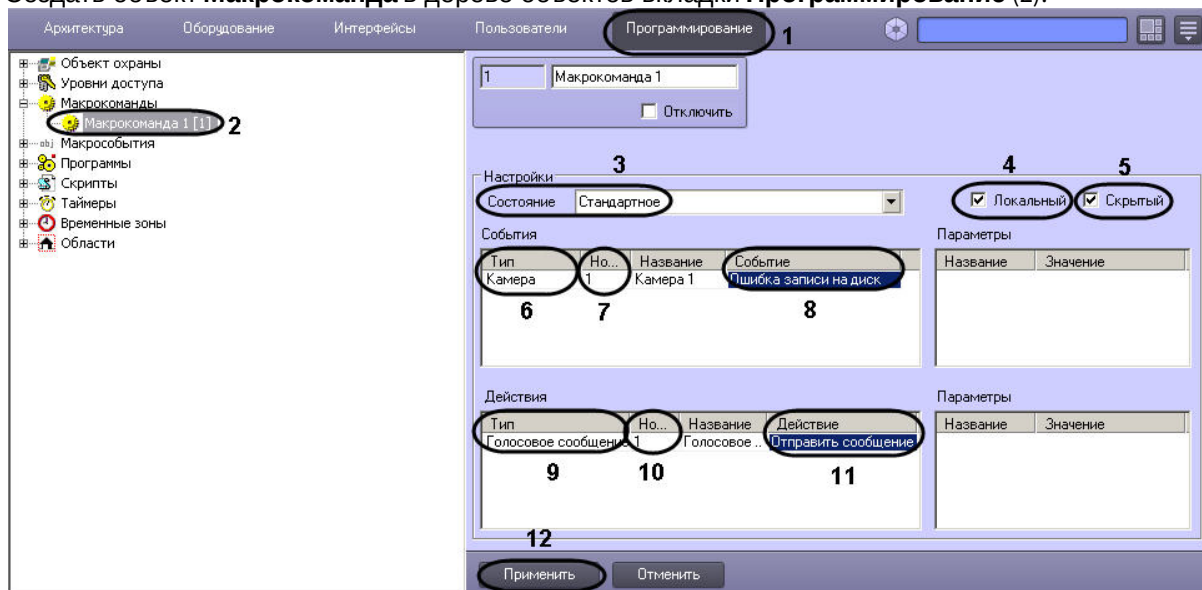 Создать объект Макрокоманда в дереве объектов вкладки Программирование (2).
Архитектура Оборудование Интерфейсы Пользователи Программирование 1
Объект охраны
Уровни доступа
Макрокоманды
Макрокоманда 1 [1] 2
Макрособытия
Программы
Скрипты
Таймеры
Временные зоны
Области
1 Макрокоманда 1
Отключить
3 4 5
Настройки
Состояние Стандартное Локальный Скрытый
События Параметры
Тип Но... Название Событие Название Значение
Камера 1 Камера 1 Ошибка записи на диск
6 7 8
Действия Параметры
Тип Но... Название Действие Название Значение
Голосовое сообщение 1 Голосовое .. Отправить сообщение
9 10 11
12
Применить Отменить